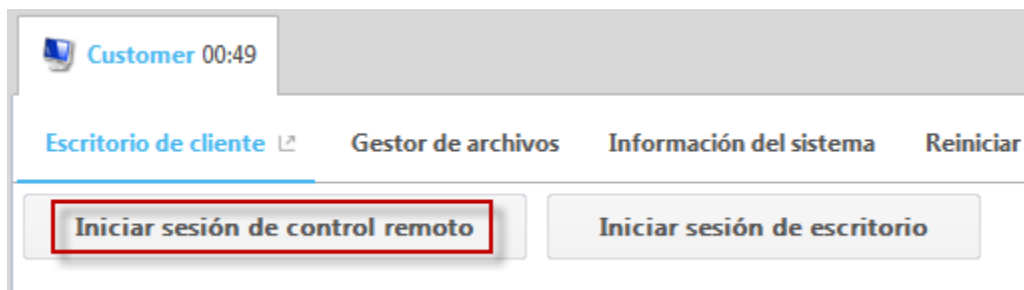 Customer 00:49
Escritorio de cliente Gestor de archivos Información del sistema Reiniciar
Iniciar sesión de control remoto Iniciar sesión de escritorio